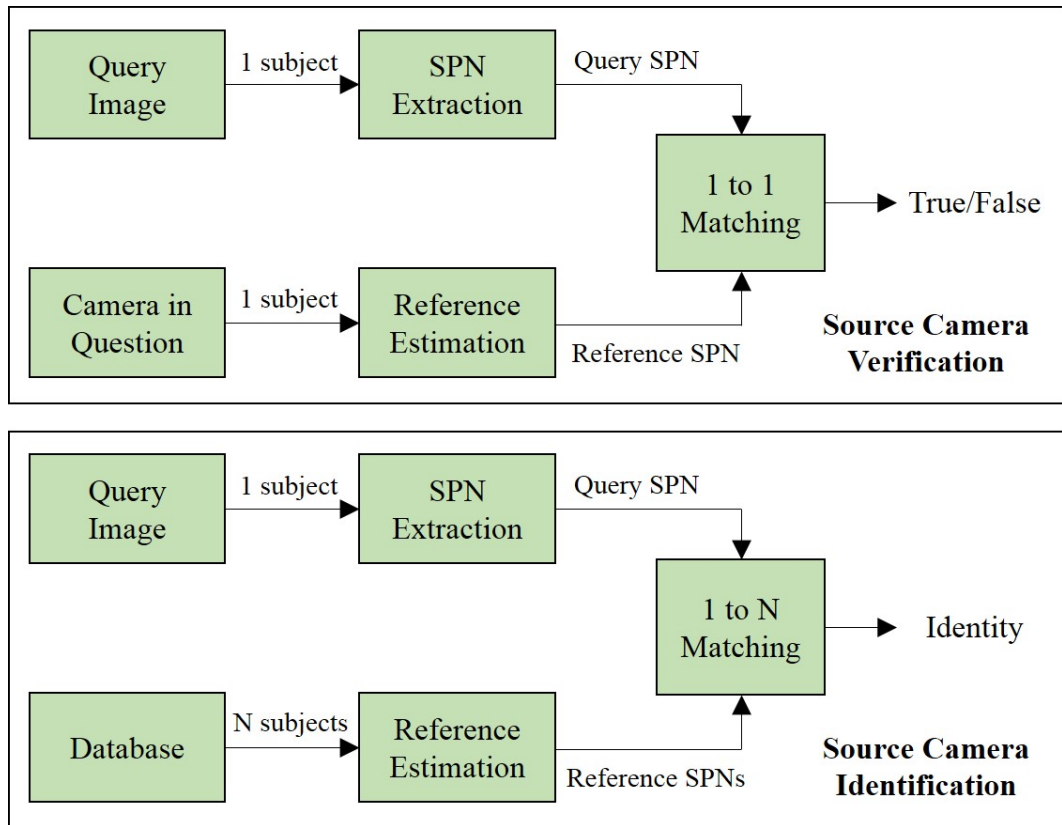 Query
Image
1 subject
SPN
Extraction
Query SPN
1 to 1
Matching
True/False
Camera in
Question
1 subject
Reference
Estimation
Reference SPN
Source Camera
Verification
Query
Image
1 subject
SPN
Extraction
Query SPN
1 to N
Matching
Identity
Database
N subjects
Reference
Estimation
Reference SPNs
Source Camera
Identification